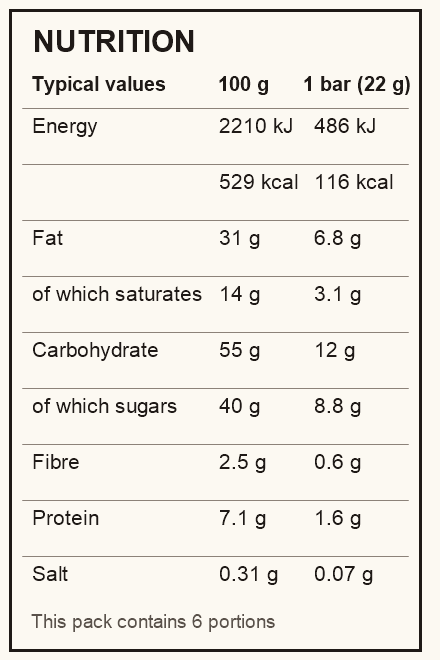 NUTRITION
Typical values 100 g 1 bar (22 g)
Energy 2210 kJ 486 kJ
529 kcal 116 kcal
Fat 31 g 6.8 g
of which saturates 14 g 3.1 g
Carbohydrate 55 g 12 g
of which sugars 40 g 8.8 g
Fibre 2.5 g 0.6 g
Protein 7.1 g 1.6 g
Salt 0.31 g 0.07 g
This pack contains 6 portions